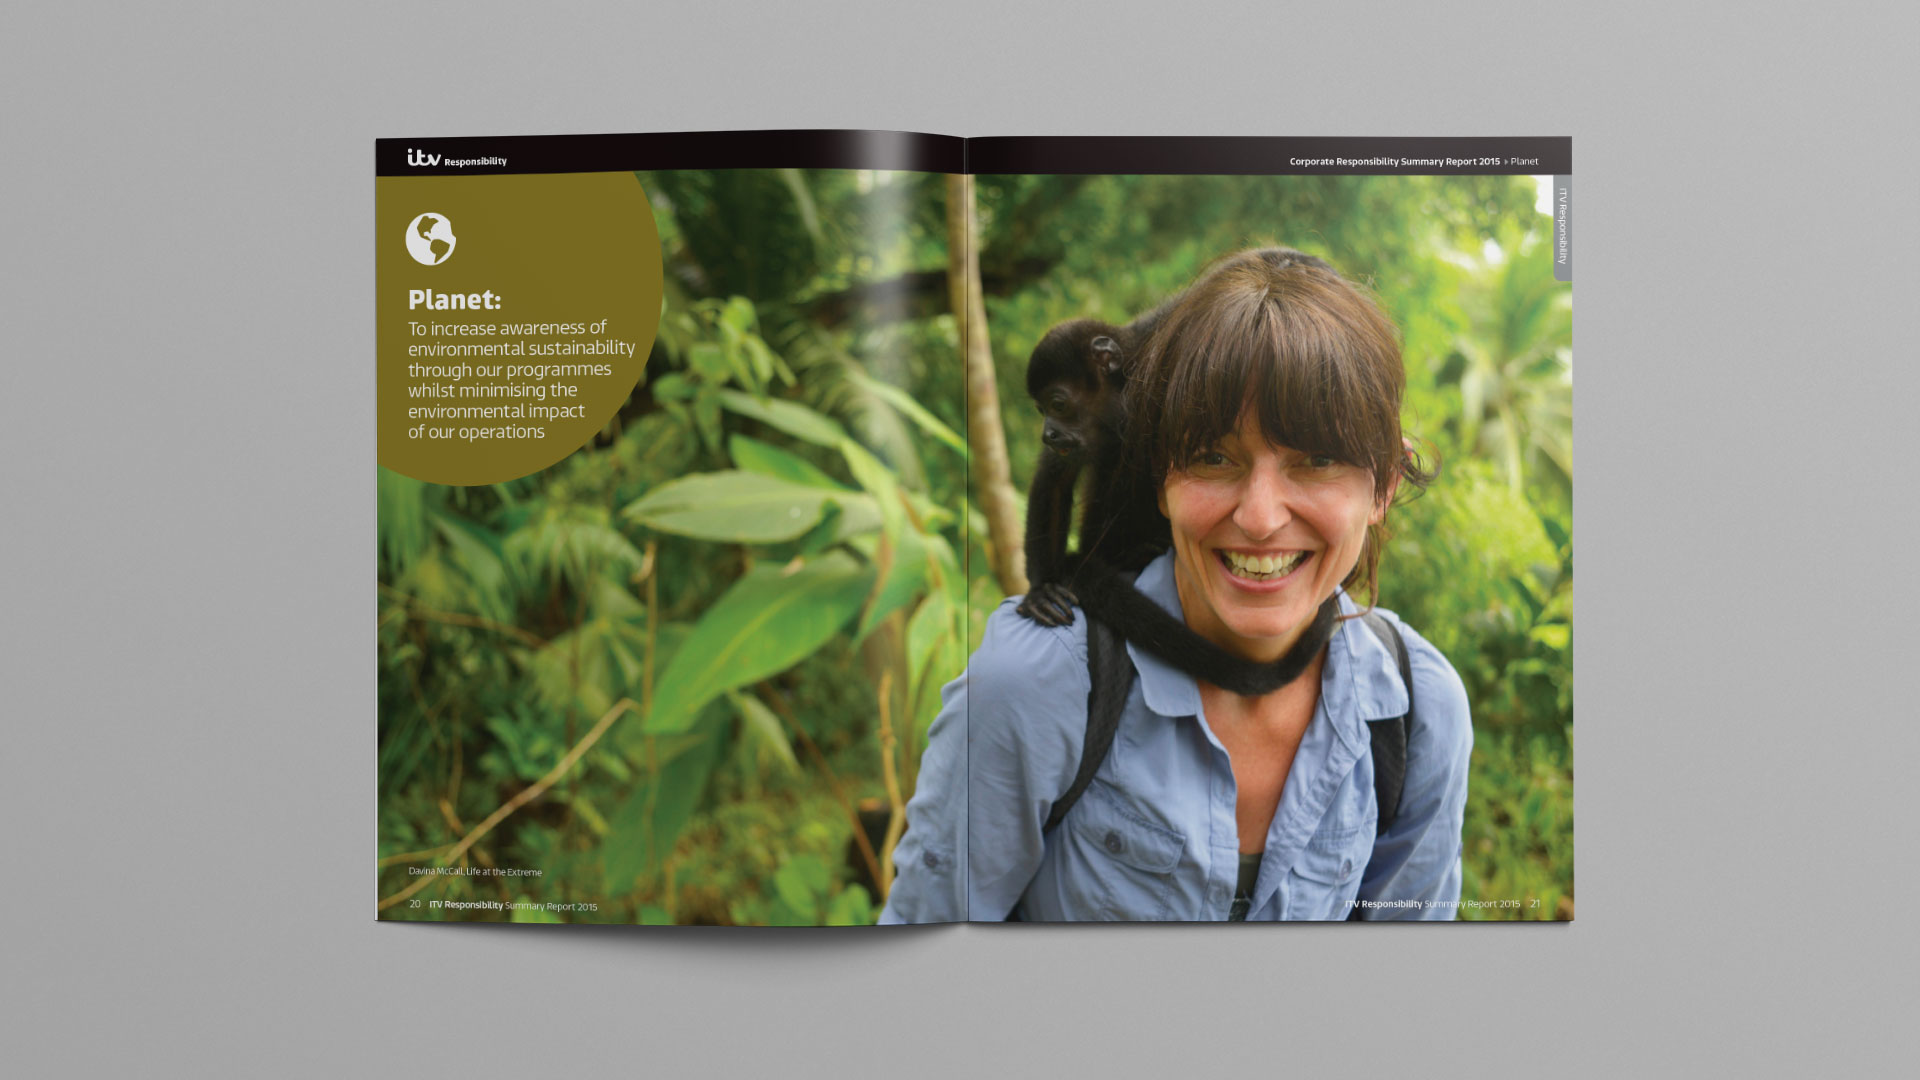 itv Responsibility
Corporate Responsibility Summary Report 2015 › Planet
ITV Responsibility
Planet:
To increase awareness of
environmental sustainability
through our programmes
whilst minimising the
environmental impact
of our operations
Davina McCall, Life at the Extreme
20 ITV Responsibility Summary Report 2015
ITV Responsibility Summary Report 2015 21